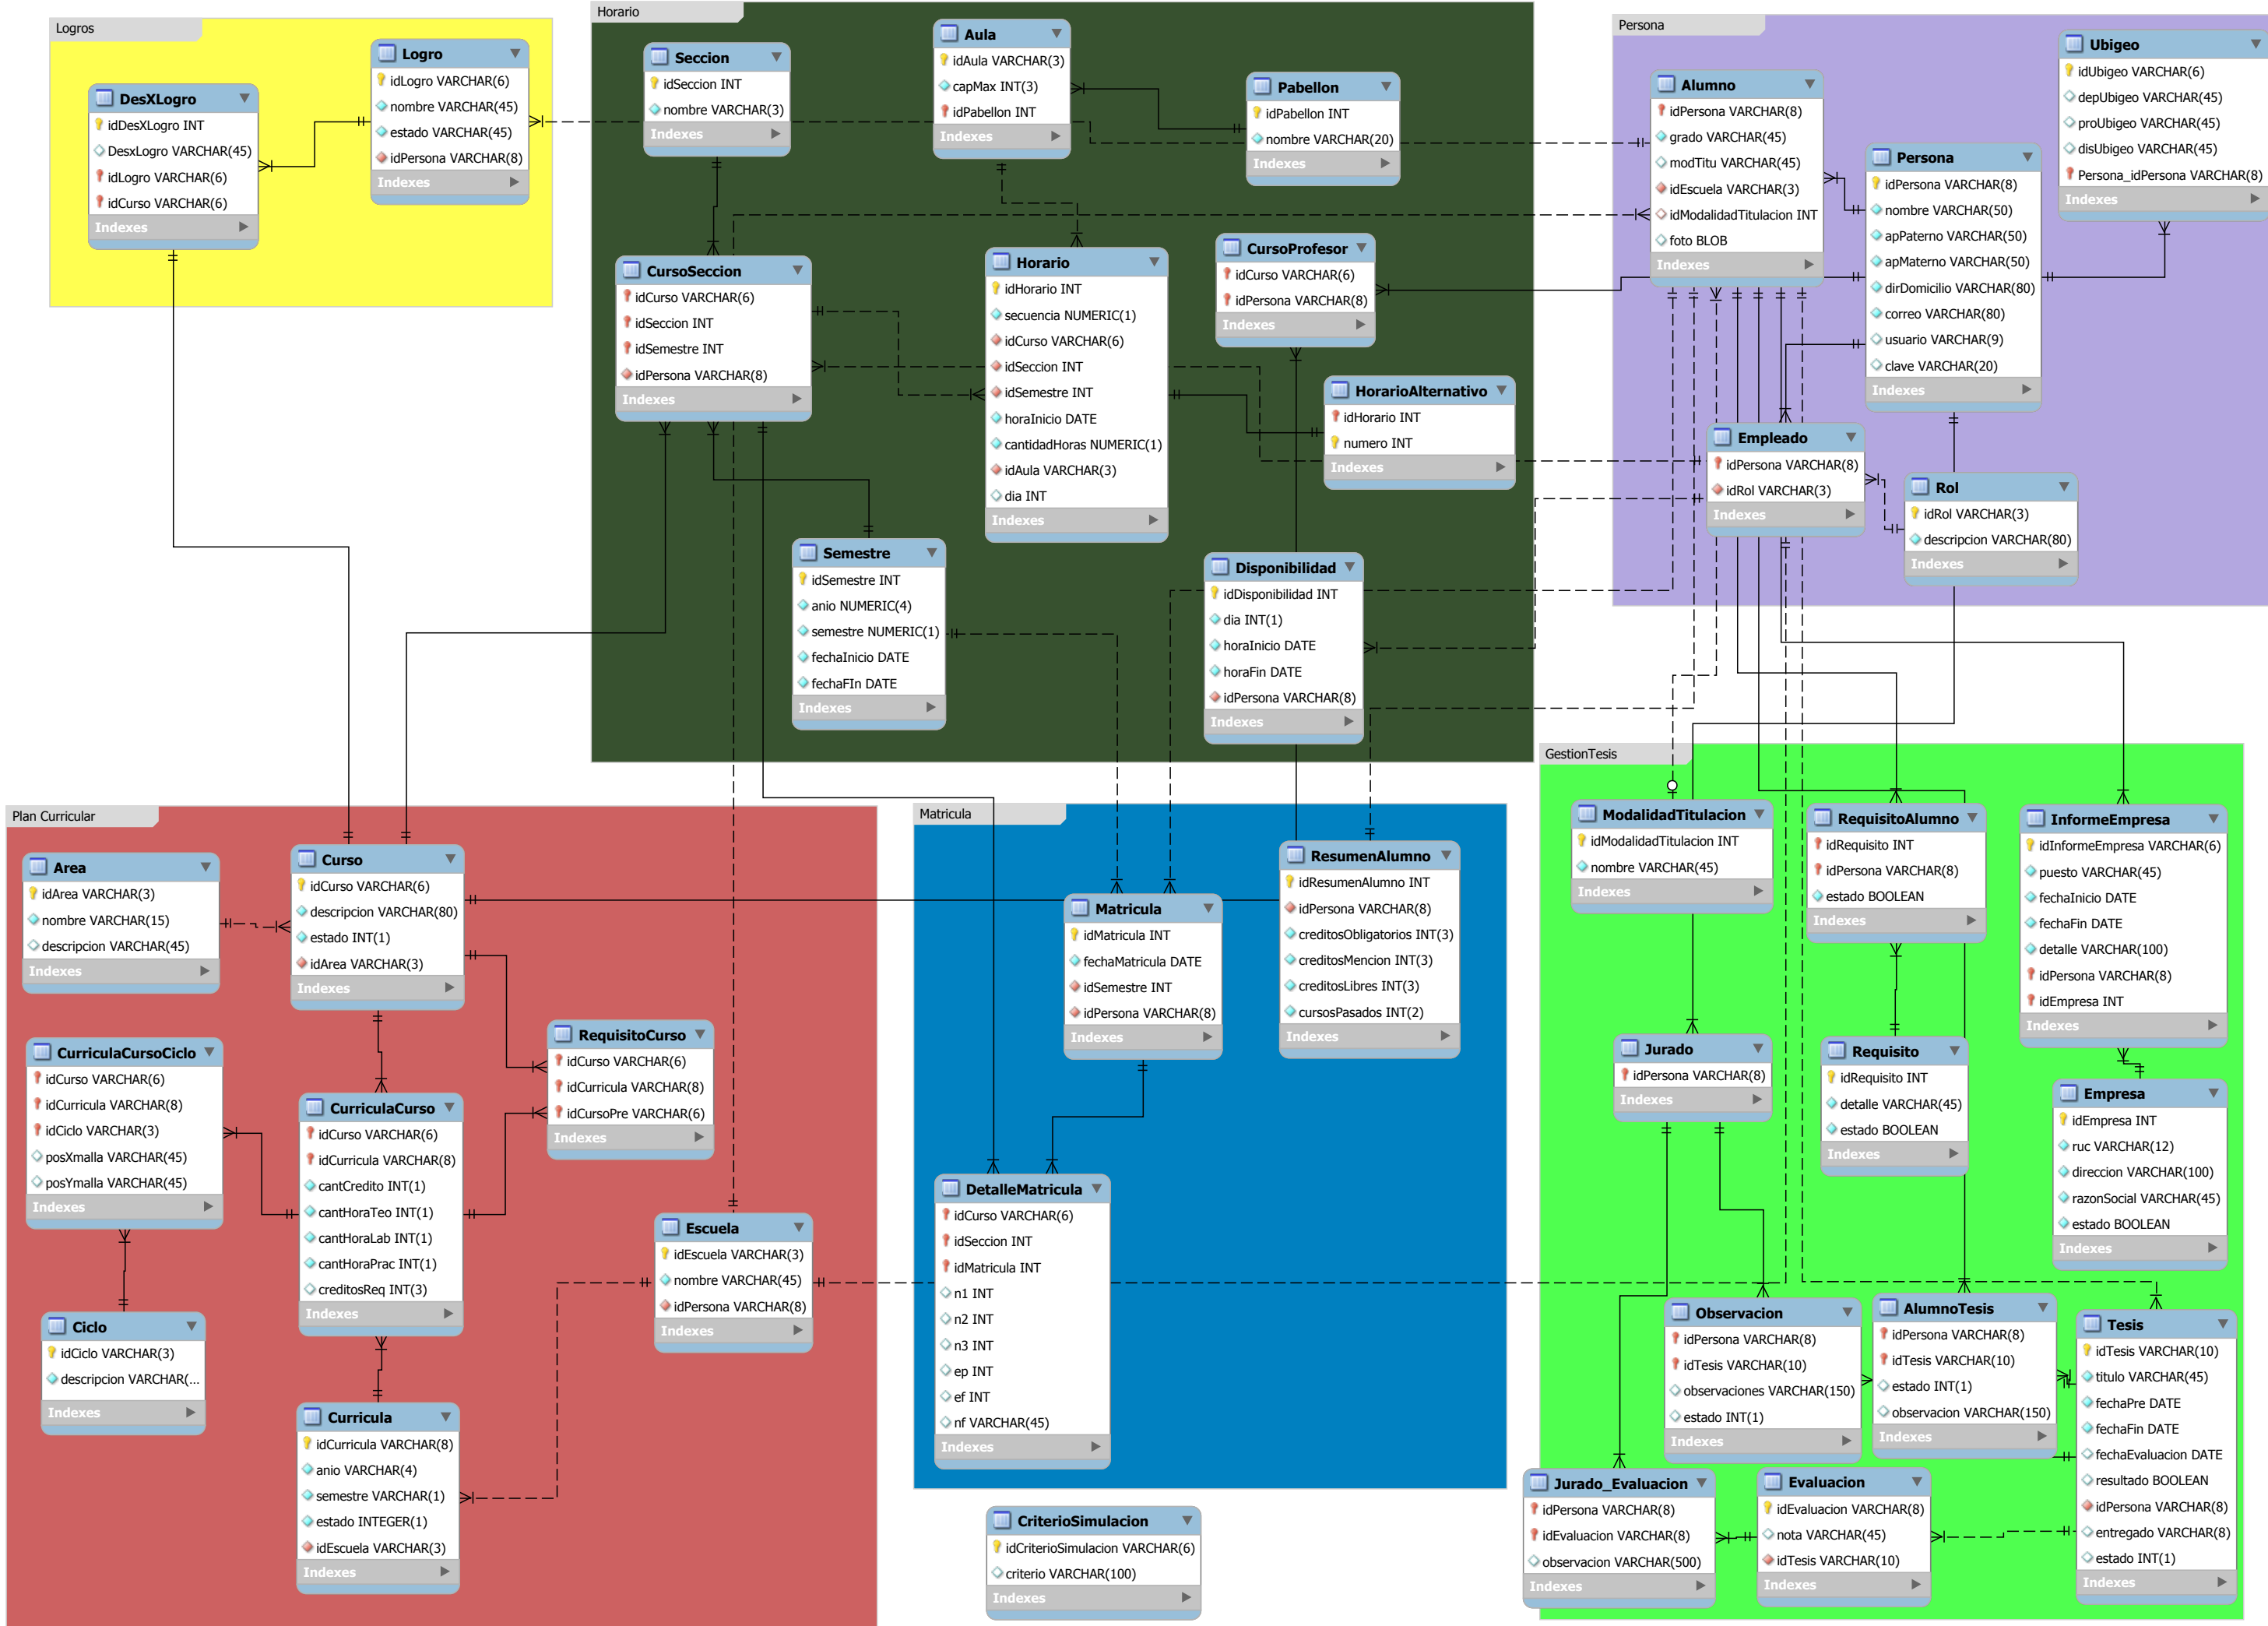 Logros
Logro
idLogro VARCHAR(6)
nombre VARCHAR(45)
estado VARCHAR(45)
idPersona VARCHAR(8)
Indexes
DesXLogro
idDesXLogro INT
DesxLogro VARCHAR(45)
idLogro VARCHAR(6)
idCurso VARCHAR(6)
Indexes
Horario
Seccion
idSeccion INT
nombre VARCHAR(3)
Indexes
Aula
idAula VARCHAR(3)
capMax INT(3)
idPabellon INT
Indexes
Pabellon
idPabellon INT
nombre VARCHAR(20)
Indexes
CursoSeccion
idCurso VARCHAR(6)
idSeccion INT
idSemestre INT
idPersona VARCHAR(8)
Indexes
Horario
idHorario INT
secuencia NUMERIC(1)
idCurso VARCHAR(6)
idSeccion INT
idSemestre INT
horaInicio DATE
cantidadHoras NUMERIC(1)
idAula VARCHAR(3)
dia INT
Indexes
CursoProfesor
idCurso VARCHAR(6)
idPersona VARCHAR(8)
Indexes
HorarioAlternativo
idHorario INT
numero INT
Indexes
Semestre
idSemestre INT
anio NUMERIC(4)
semestre NUMERIC(1)
fechaInicio DATE
fechaFIn DATE
Indexes
Disponibilidad
idDisponibilidad INT
dia INT(1)
horaInicio DATE
horaFin DATE
idPersona VARCHAR(8)
Indexes
Persona
Alumno
idPersona VARCHAR(8)
grado VARCHAR(45)
modTitu VARCHAR(45)
idEscuela VARCHAR(3)
idModalidadTitulacion INT
foto BLOB
Indexes
Ubigeo
idUbigeo VARCHAR(6)
depUbigeo VARCHAR(45)
proUbigeo VARCHAR(45)
disUbigeo VARCHAR(45)
Persona_idPersona VARCHAR(8)
Indexes
Persona
idPersona VARCHAR(8)
nombre VARCHAR(50)
apPaterno VARCHAR(50)
apMaterno VARCHAR(50)
dirDomicilio VARCHAR(80)
correo VARCHAR(80)
usuario VARCHAR(9)
clave VARCHAR(20)
Indexes
Empleado
idPersona VARCHAR(8)
idRol VARCHAR(3)
Indexes
Rol
idRol VARCHAR(3)
descripcion VARCHAR(80)
Indexes
Plan Curricular
Area
idArea VARCHAR(3)
nombre VARCHAR(15)
descripcion VARCHAR(45)
Indexes
Curso
idCurso VARCHAR(6)
descripcion VARCHAR(80)
estado INT(1)
idArea VARCHAR(3)
Indexes
CurriculaCursoCiclo
idCurso VARCHAR(6)
idCurricula VARCHAR(8)
idCiclo VARCHAR(3)
posXmalla VARCHAR(45)
posYmalla VARCHAR(45)
Indexes
RequisitoCurso
idCurso VARCHAR(6)
idCurricula VARCHAR(8)
idCursoPre VARCHAR(6)
Indexes
CurriculaCurso
idCurso VARCHAR(6)
idCurricula VARCHAR(8)
cantCredito INT(1)
cantHoraTeo INT(1)
cantHoraLab INT(1)
cantHoraPrac INT(1)
creditosReq INT(3)
Indexes
Escuela
idEscuela VARCHAR(3)
nombre VARCHAR(45)
idPersona VARCHAR(8)
Indexes
Ciclo
idCiclo VARCHAR(3)
descripcion VARCHAR(...
Indexes
Curricula
idCurricula VARCHAR(8)
anio VARCHAR(4)
semestre VARCHAR(1)
estado INTEGER(1)
idEscuela VARCHAR(3)
Indexes
Matricula
ResumenAlumno
idResumenAlumno INT
idPersona VARCHAR(8)
creditosObligatorios INT(3)
creditosMencion INT(3)
creditosLibres INT(3)
cursosPasados INT(2)
Indexes
Matricula
idMatricula INT
fechaMatricula DATE
idSemestre INT
idPersona VARCHAR(8)
Indexes
DetalleMatricula
idCurso VARCHAR(6)
idSeccion INT
idMatricula INT
n1 INT
n2 INT
n3 INT
ep INT
ef INT
nf VARCHAR(45)
Indexes
CriterioSimulacion
idCriterioSimulacion VARCHAR(6)
criterio VARCHAR(100)
Indexes
GestionTesis
ModalidadTitulacion
idModalidadTitulacion INT
nombre VARCHAR(45)
Indexes
RequisitoAlumno
idRequisito INT
idPersona VARCHAR(8)
estado BOOLEAN
Indexes
InformeEmpresa
idInformeEmpresa VARCHAR(6)
puesto VARCHAR(45)
fechaInicio DATE
fechaFin DATE
detalle VARCHAR(100)
idPersona VARCHAR(8)
idEmpresa INT
Indexes
Jurado
idPersona VARCHAR(8)
Indexes
Requisito
idRequisito INT
detalle VARCHAR(45)
estado BOOLEAN
Indexes
Empresa
idEmpresa INT
ruc VARCHAR(12)
direccion VARCHAR(100)
razonSocial VARCHAR(45)
estado BOOLEAN
Indexes
Observacion
idPersona VARCHAR(8)
idTesis VARCHAR(10)
observaciones VARCHAR(150)
estado INT(1)
Indexes
AlumnoTesis
idPersona VARCHAR(8)
idTesis VARCHAR(10)
estado INT(1)
observacion VARCHAR(150)
Indexes
Tesis
idTesis VARCHAR(10)
titulo VARCHAR(45)
fechaPre DATE
fechaFin DATE
fechaEvaluacion DATE
resultado BOOLEAN
idPersona VARCHAR(8)
entregado VARCHAR(8)
estado INT(1)
Indexes
Jurado_Evaluacion
idPersona VARCHAR(8)
idEvaluacion VARCHAR(8)
observacion VARCHAR(500)
Indexes
Evaluacion
idEvaluacion VARCHAR(8)
nota VARCHAR(45)
idTesis VARCHAR(10)
Indexes